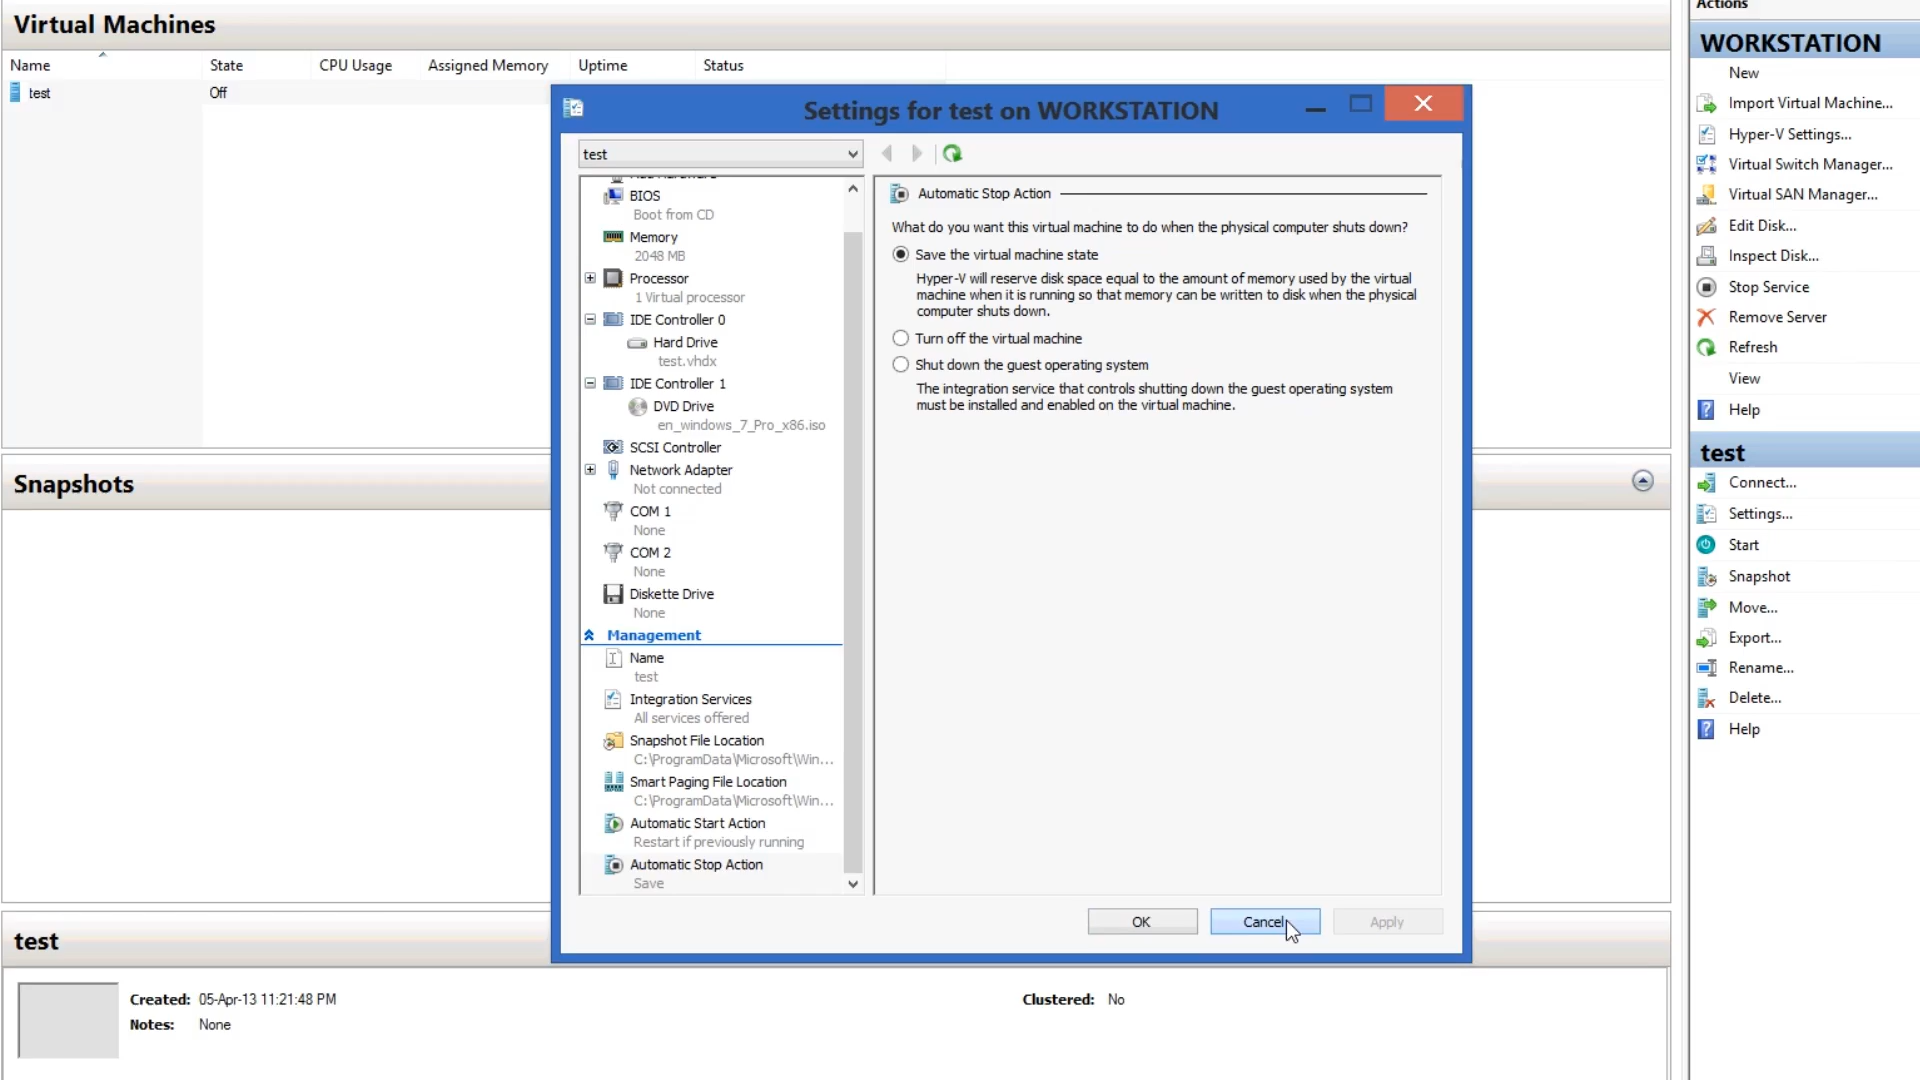 Virtual Machines
Name State CPU Usage Assigned Memory Uptime Status
test Off
Snapshots
test
Created: 05-Apr-13 11:21:48 PM
Notes: None
Clustered: No
Settings for test on WORKSTATION
test
BIOS
Boot from CD
Memory
2048 MB
Processor
1 Virtual processor
IDE Controller 0
Hard Drive
test.vhdx
IDE Controller 1
DVD Drive
en_windows_7_Pro_x86.iso
SCSI Controller
Network Adapter
Not connected
COM 1
None
COM 2
None
Diskette Drive
None
Management
Name
test
Integration Services
All services offered
Snapshot File Location
C:\ProgramData\Microsoft\Win...
Smart Paging File Location
C:\ProgramData\Microsoft\Win...
Automatic Start Action
Restart if previously running
Automatic Stop Action
Save
Automatic Stop Action
What do you want this virtual machine to do when the physical computer shuts down?
Save the virtual machine state
Hyper-V will reserve disk space equal to the amount of memory used by the virtual
machine when it is running so that memory can be written to disk when the physical
computer shuts down.
Turn off the virtual machine
Shut down the guest operating system
The integration service that controls shutting down the guest operating system
must be installed and enabled on the virtual machine.
OK Cancel Apply
Actions
WORKSTATION
New
Import Virtual Machine...
Hyper-V Settings...
Virtual Switch Manager...
Virtual SAN Manager...
Edit Disk...
Inspect Disk...
Stop Service
Remove Server
Refresh
View
Help
test
Connect...
Settings...
Start
Snapshot
Move...
Export...
Rename...
Delete...
Help